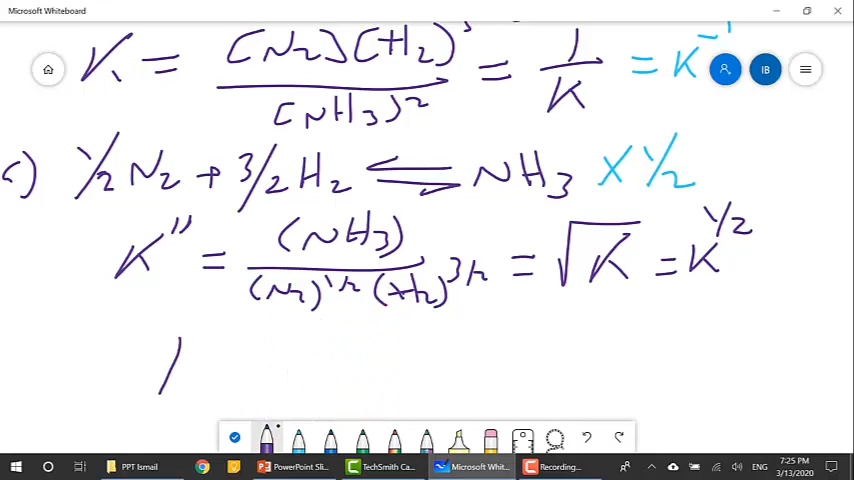 Microsoft Whiteboard
K₁ = (N2)(H2)³ / (NH3)² = 1/K = K⁻¹
IB
c) 1/2 N2 + 3/2 H2 ⇌ NH3 X 1/2
K'' = (NH3) / (N2)^1/2 (H2)^3/2 = √K = K^1/2
PPT Ismail
PowerPoint Sli...
TechSmith Ca...
Microsoft Whit...
Recording...
ENG
7:25 PM
3/13/2020